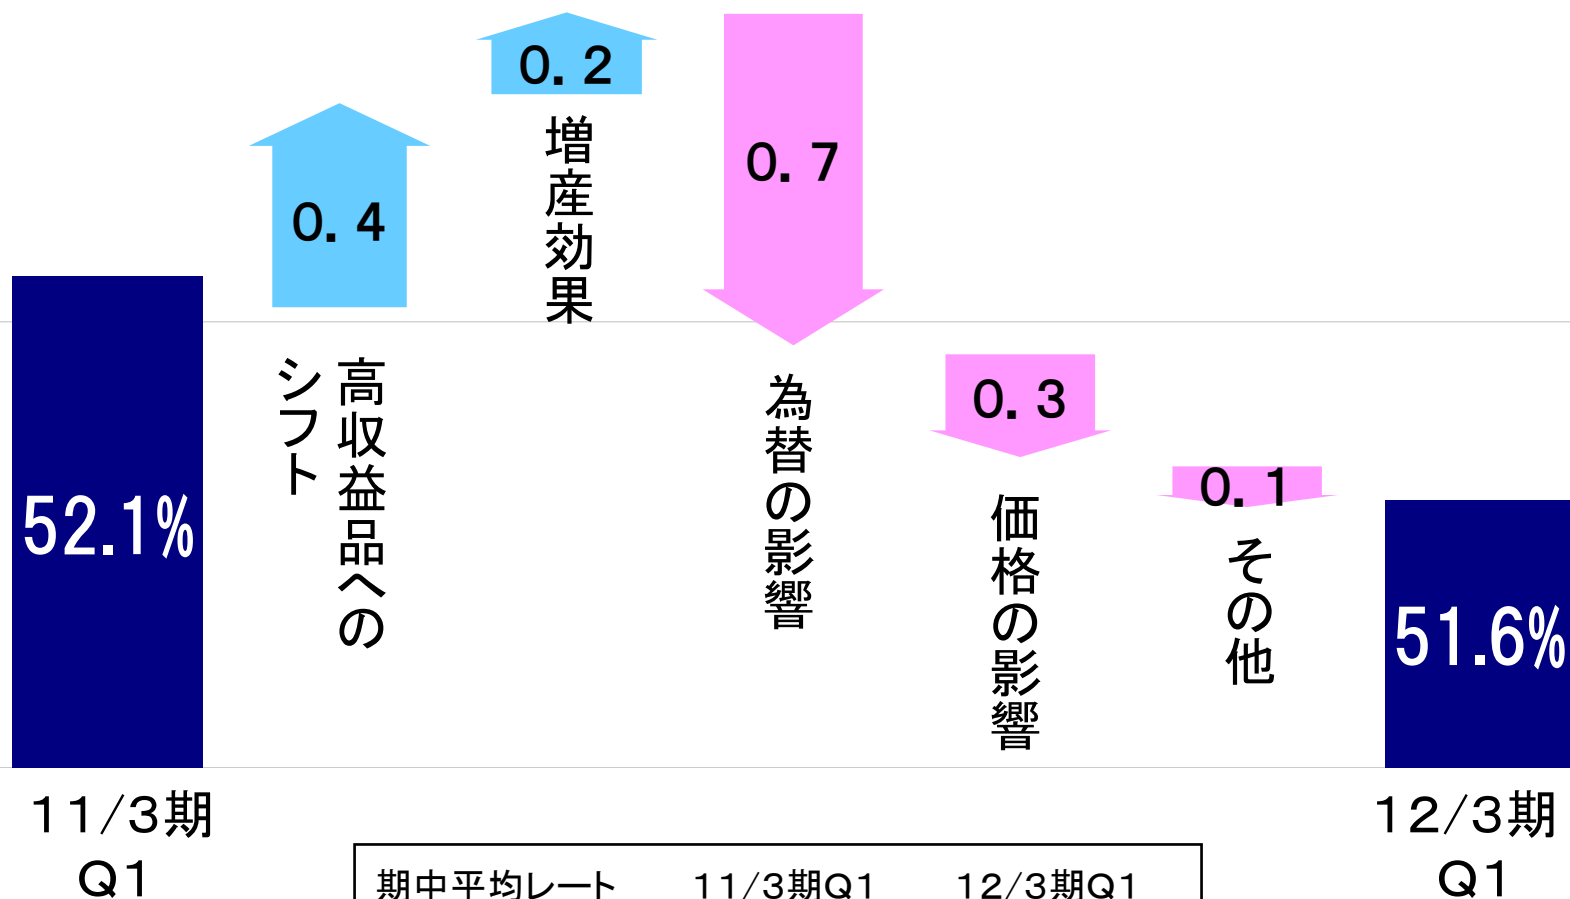 52.1%
11/3期
Q1
0.4
高収益品への
シフト
0.2
増産効果
0.7
為替の影響
0.3
価格の影響
0.1
その他
51.6%
12/3期
Q1
期中平均レート 11/3期Q1 12/3期Q1